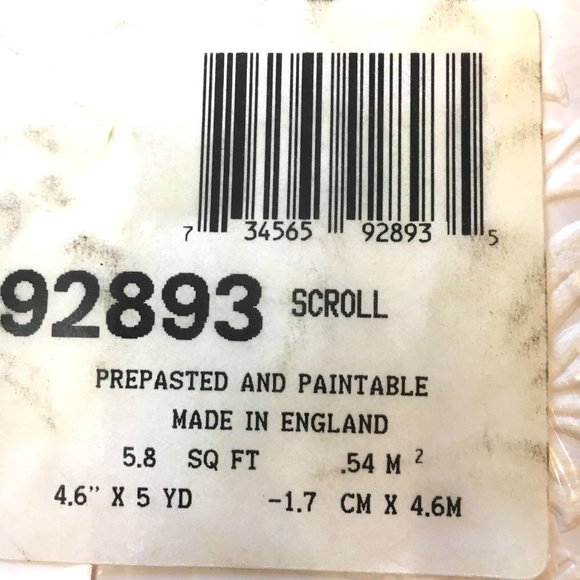 7 34565 92893 5
92893 SCROLL
PREPASTED AND PAINTABLE
MADE IN ENGLAND
5.8 SQ FT .54 M ²
4.6" X 5 YD -1.7 CM X 4.6M